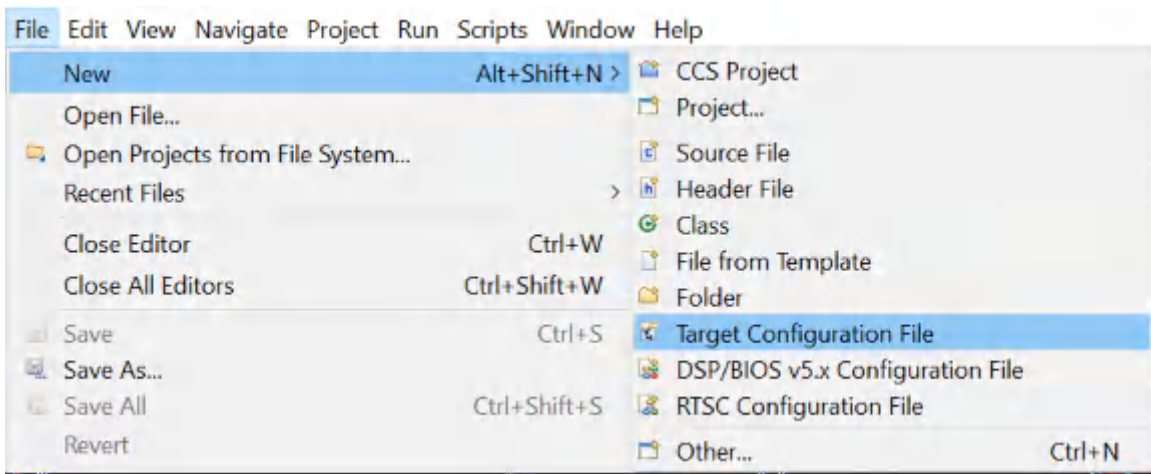 File Edit View Navigate Project Run Scripts Window Help
New Alt+Shift+N >
Open File...
Open Projects from File System...
Recent Files >
Close Editor Ctrl+W
Close All Editors Ctrl+Shift+W
Save Ctrl+S
Save As...
Save All Ctrl+Shift+S
Revert
CCS Project
Project...
Source File
Header File
Class
File from Template
Folder
Target Configuration File
DSP/BIOS v5.x Configuration File
RTSC Configuration File
Other... Ctrl+N